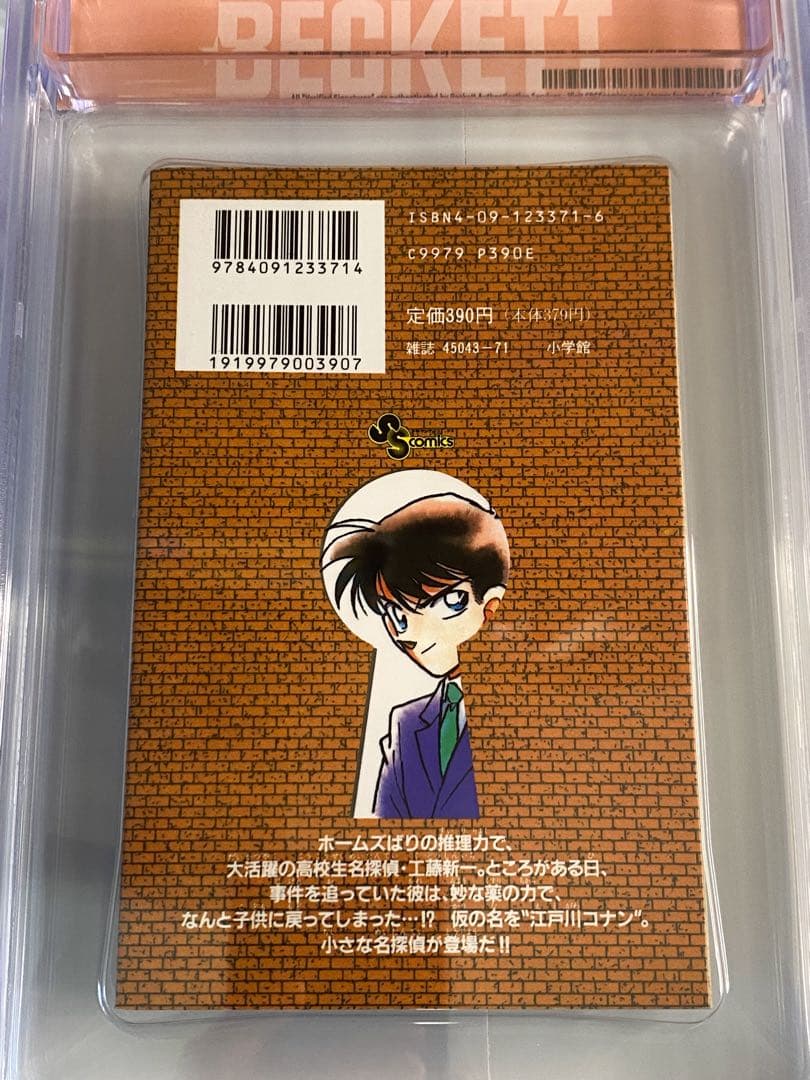 BECKETT
ISBN4-09-123371-6
9784091233714
C9979 P390E
定価390円(本体379円)
1919979003907
雑誌 45043-71 小学館
SS comics
ホームズばりの推理力で、
大活躍の高校生名探偵・工藤新一。ところがある日、
事件を追っていた彼は、妙な薬の力で、
なんと子供に戻ってしまった…!? 仮の名を“江戸川コナン”。
小さな名探偵が登場だ!!